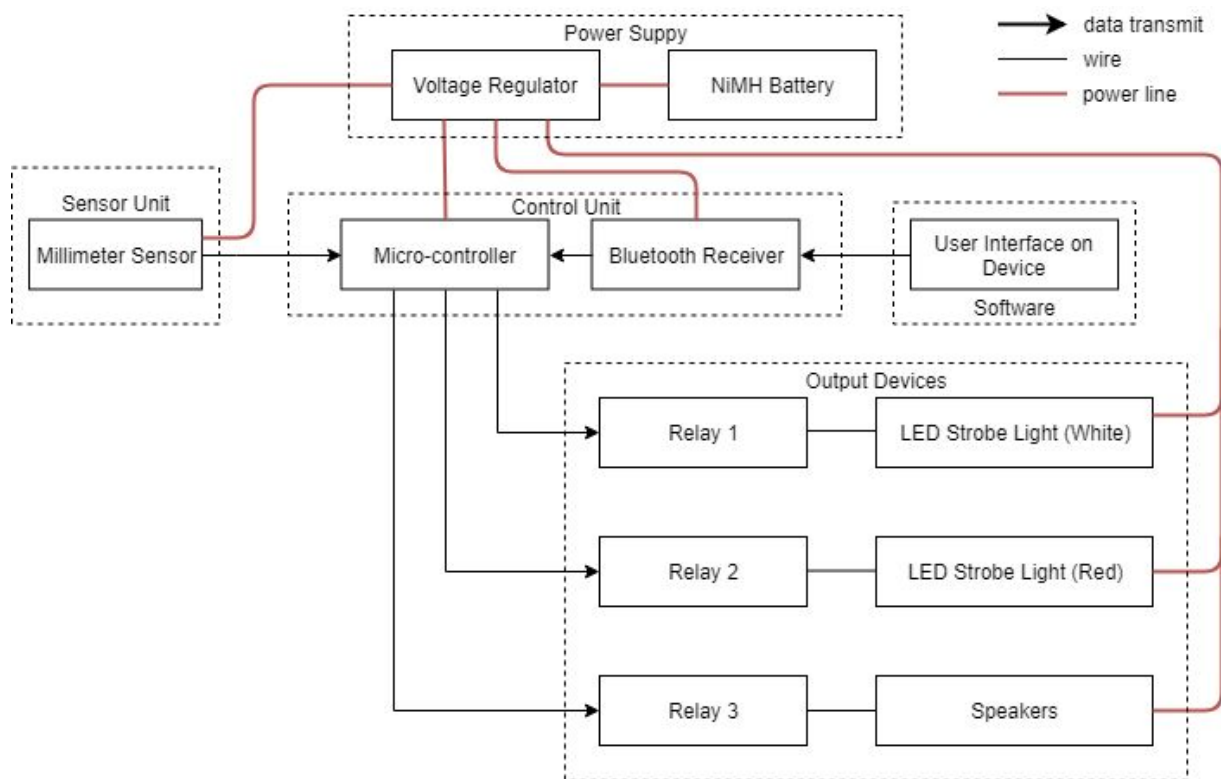 Power Suppy
Voltage Regulator
NiMH Battery
data transmit
wire
power line
Sensor Unit
Millimeter Sensor
Control Unit
Micro-controller
Bluetooth Receiver
User Interface on
Device
Software
Output Devices
Relay 1
LED Strobe Light (White)
Relay 2
LED Strobe Light (Red)
Relay 3
Speakers